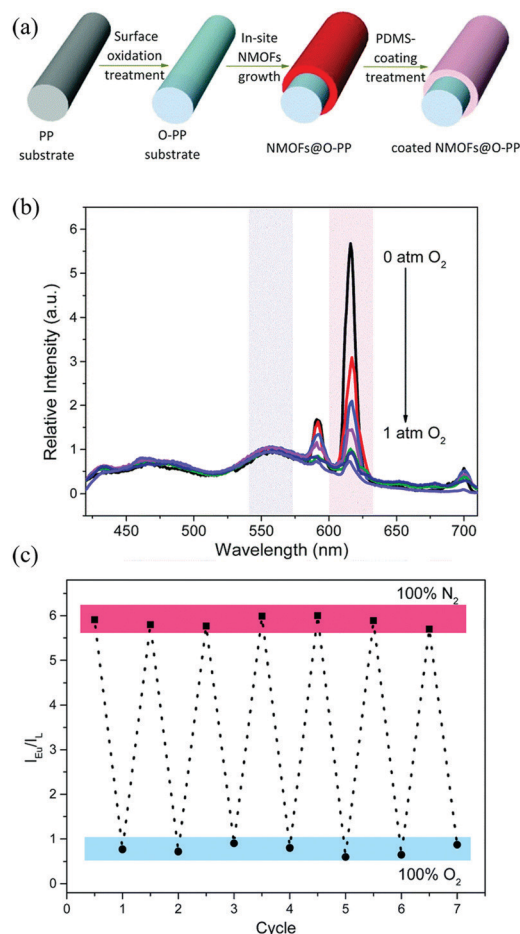 (a)
Surface
oxidation
treatment
In-site
NMOFs
growth
PDMS-
coating
treatment
PP
substrate
O-PP
substrate
NMOFs@O-PP
coated NMOFs@O-PP
(b)
Relative Intensity (a.u.)
6
5
4
3
2
1
0
0 atm O₂
1 atm O₂
450 500 550 600 650 700
Wavelength (nm)
(c)
I_Eu/I_L
100% N₂
6
5
4
3
2
1
0
100% O₂
0 1 2 3 4 5 6 7
Cycle